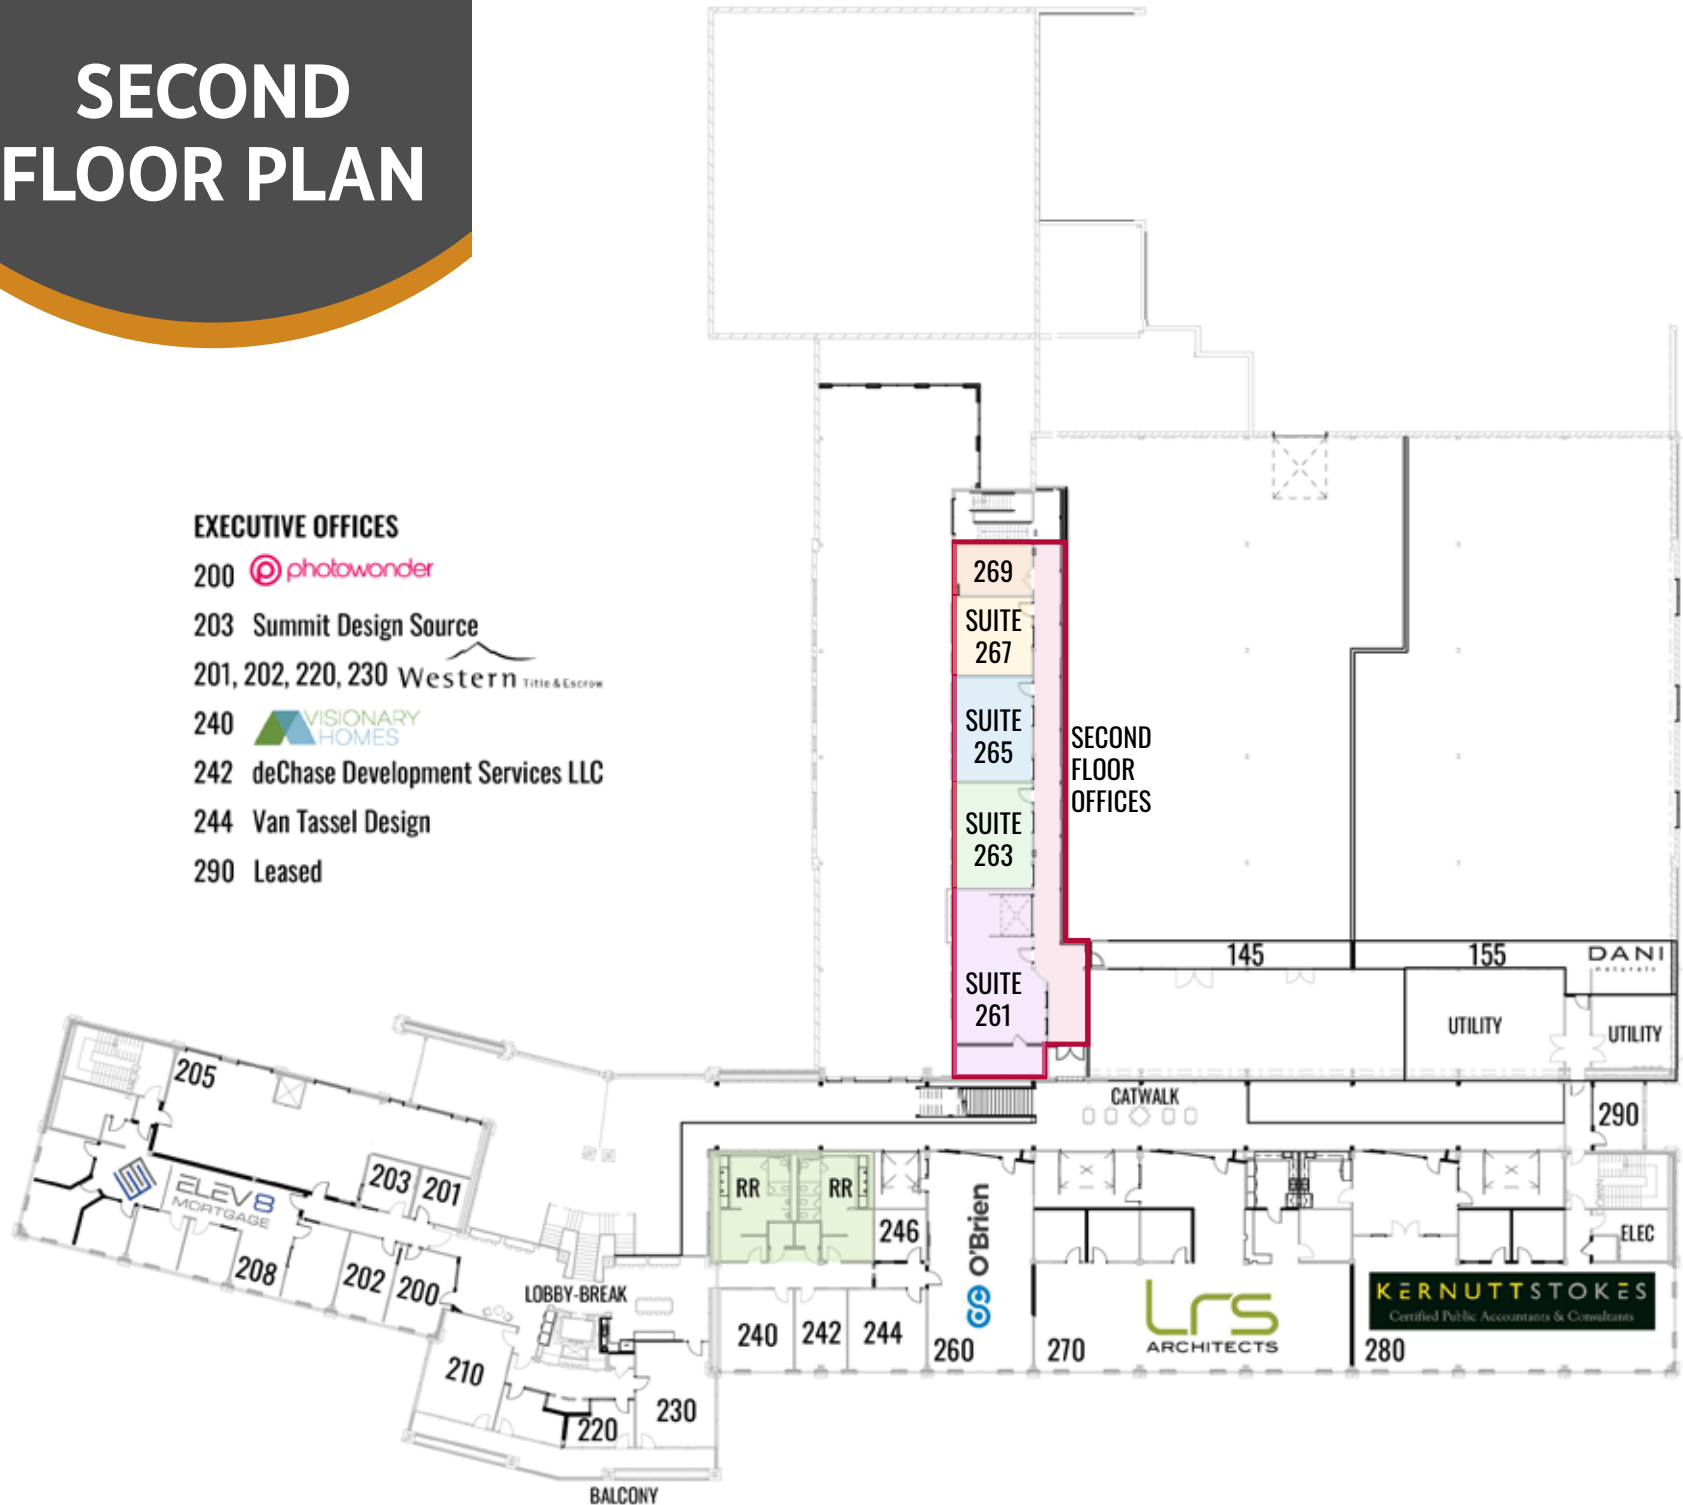 SECOND
FLOOR PLAN
EXECUTIVE OFFICES
200 photowonder
203 Summit Design Source
201, 202, 220, 230 Western Title & Escrow
240 VISIONARY
HOMES
242 deChase Development Services LLC
244 Van Tassel Design
290 Leased
269
SUITE
267
SUITE
265
SUITE
263
SUITE
261
SECOND
FLOOR
OFFICES
145
155
DANI
naturals
UTILITY
UTILITY
CATWALK
290
205
203
201
ELEV8
MORTGAGE
208
202
200
LOBBY-BREAK
210
220
230
BALCONY
RR
RR
246
240
242
244
O'Brien
260
LRS
ARCHITECTS
270
KERNUTTSTOKES
Certified Public Accountants & Consultants
280
ELEC
DOWN